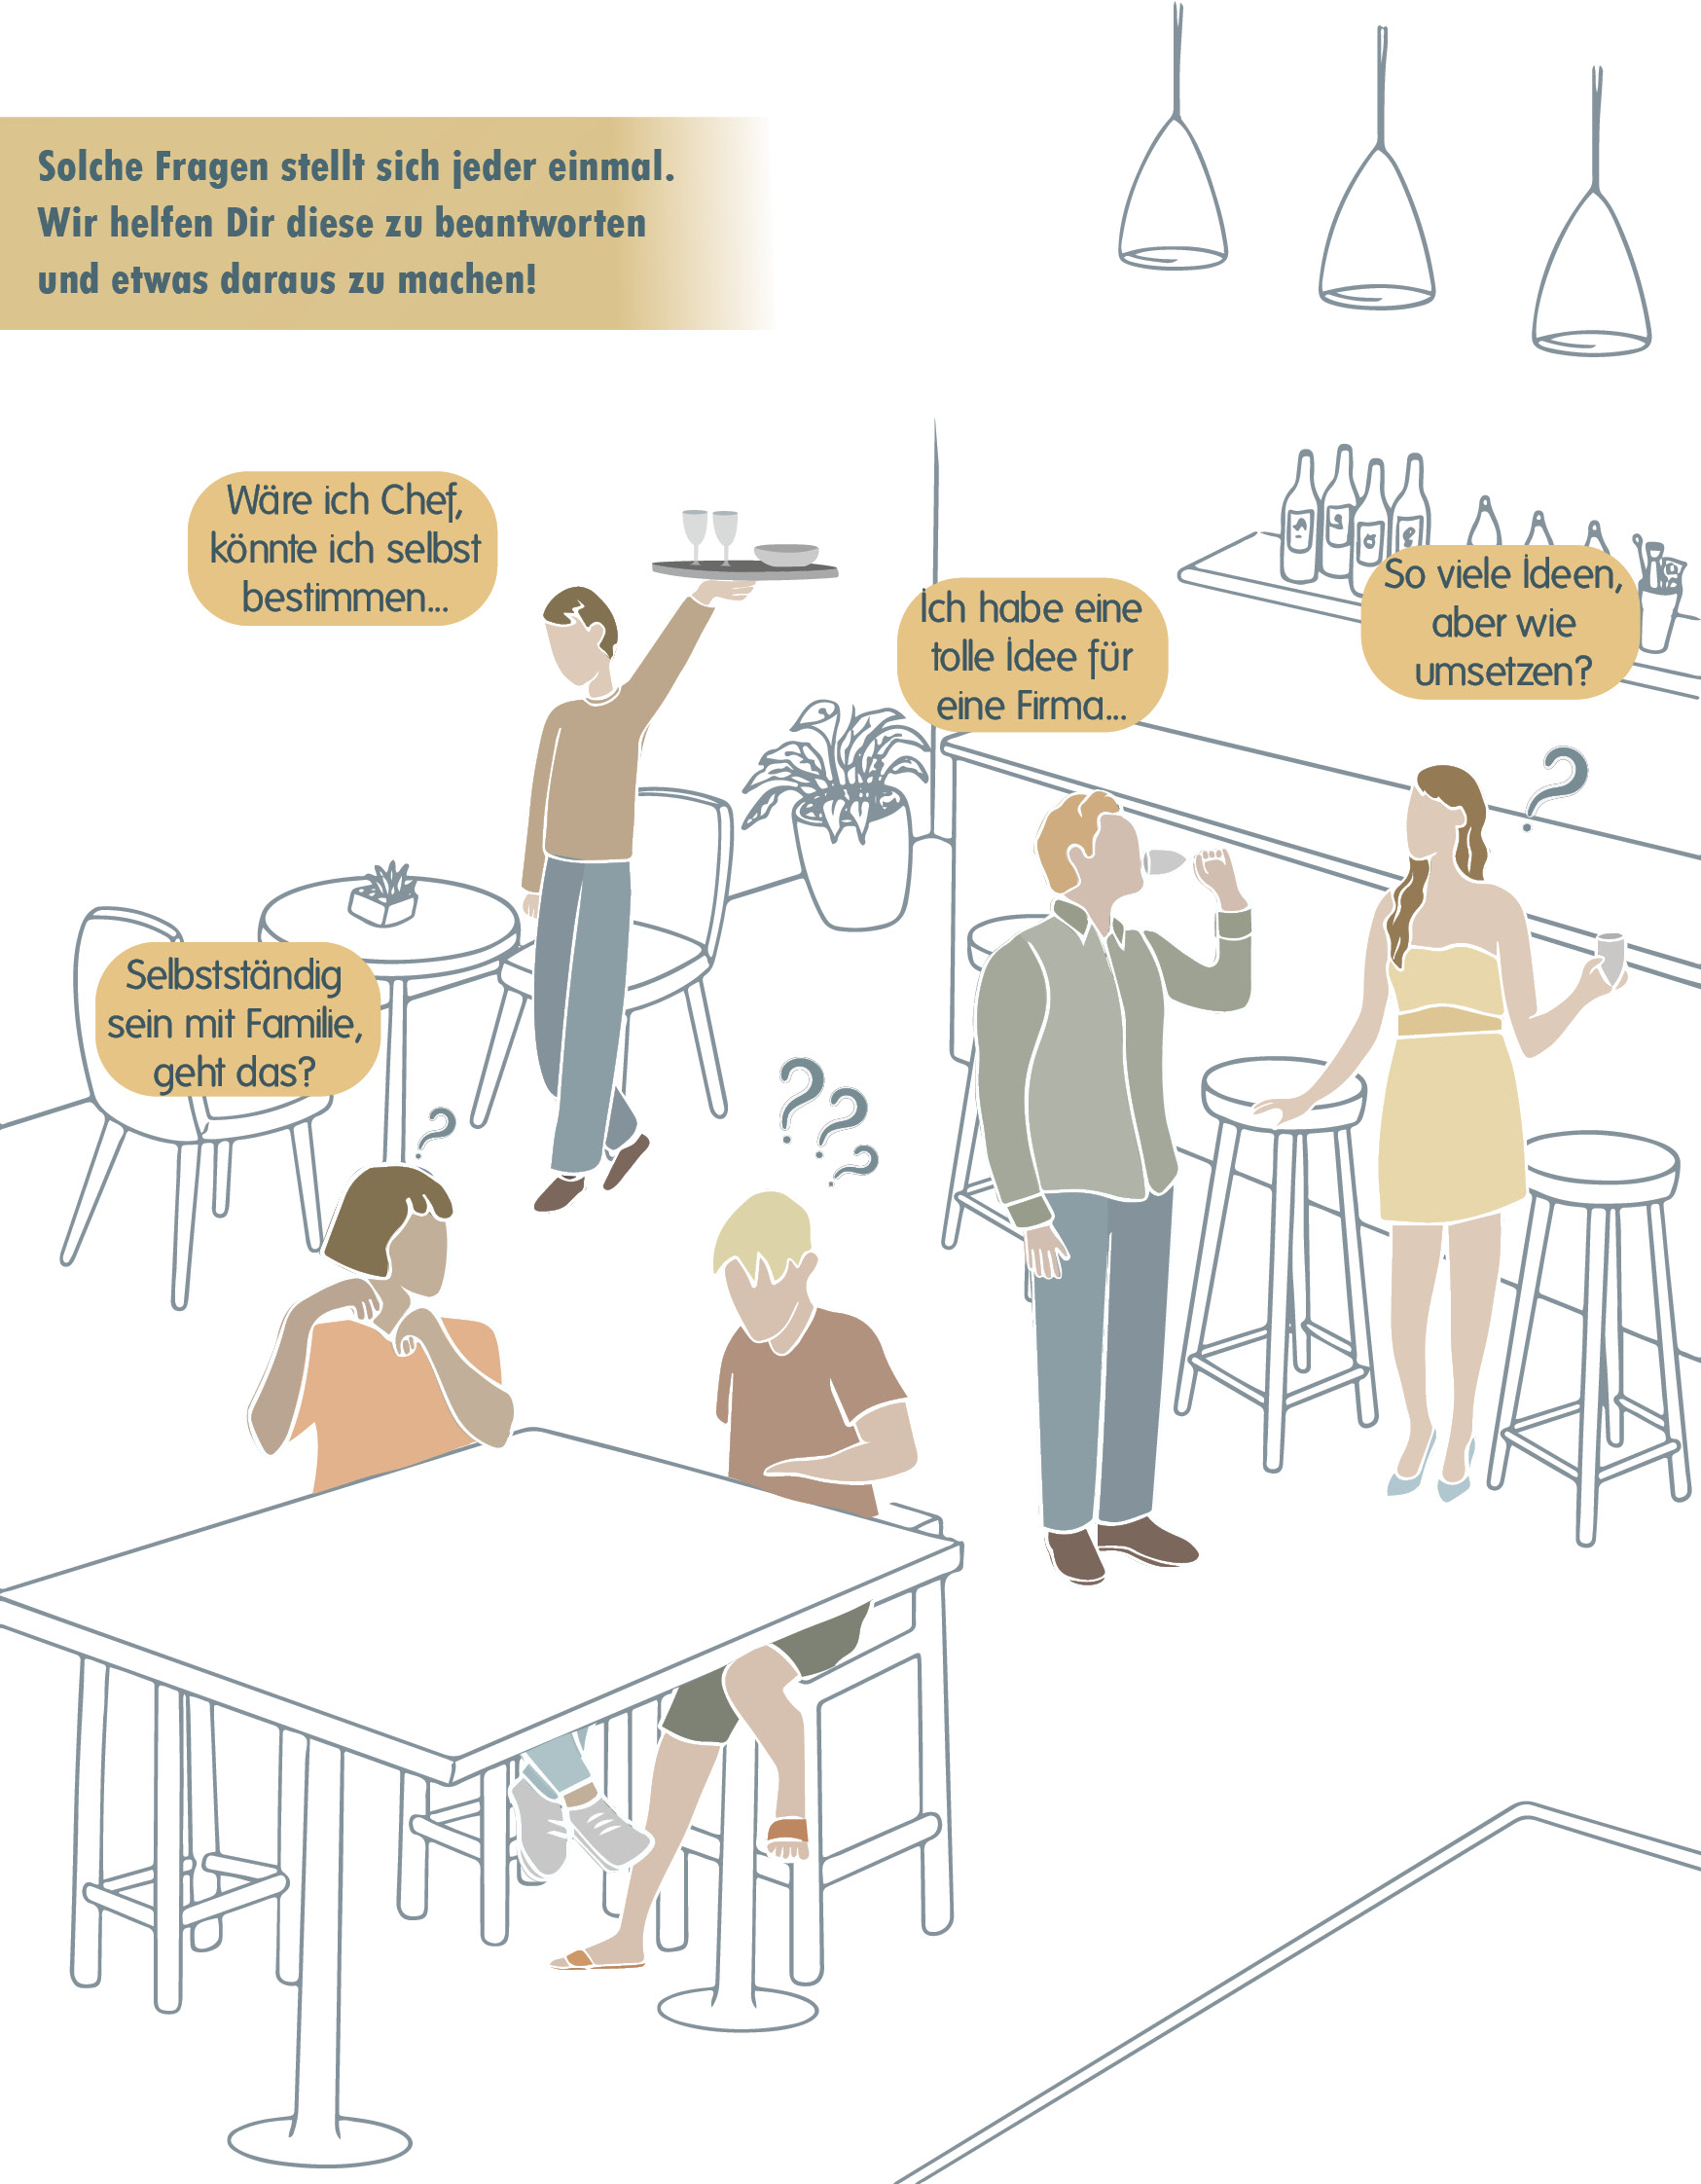 Solche Fragen stellt sich jeder einmal.
Wir helfen Dir diese zu beantworten
und etwas daraus zu machen!
Wäre ich Chef,
könnte ich selbst
bestimmen...
Ich habe eine
tolle Idee für
eine Firma...
So viele Ideen,
aber wie
umsetzen?
?
Selbstständig
sein mit Familie,
geht das?
?
???